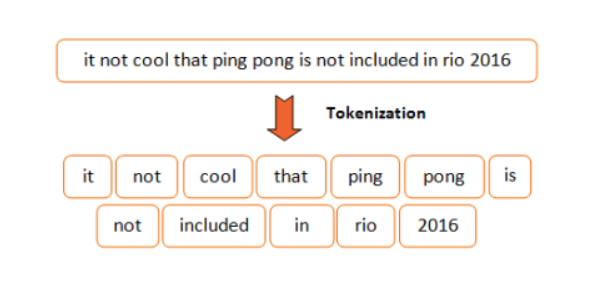 it not cool that ping pong is not included in rio 2016
Tokenization
it not cool that ping pong is
not included in rio 2016